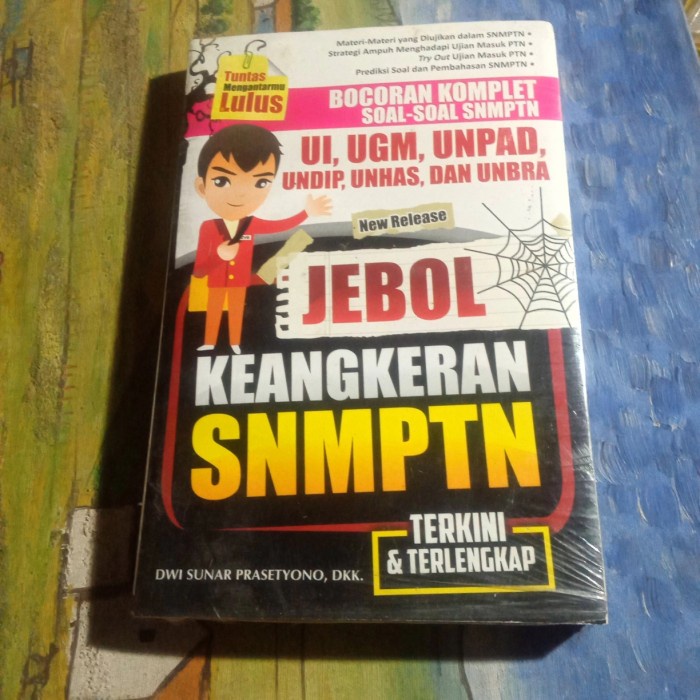 Materi-Materi yang Diujikan dalam SNMPTN •
Strategi Ampuh Menghadapi Ujian Masuk PTN •
Try Out Ujian Masuk PTN •
Prediksi Soal dan Pembahasan SNMPTN •
Tuntas
Mengantarmu
Lulus
BOCORAN KOMPLET
SOAL-SOAL SNMPTN
UI, UGM, UNPAD,
UNDIP, UNHAS, DAN UNBRA
New Release
JEBOL
KEANGKERAN
SNMPTN
TERKINI
& TERLENGKAP
DWI SUNAR PRASETYONO, DKK.